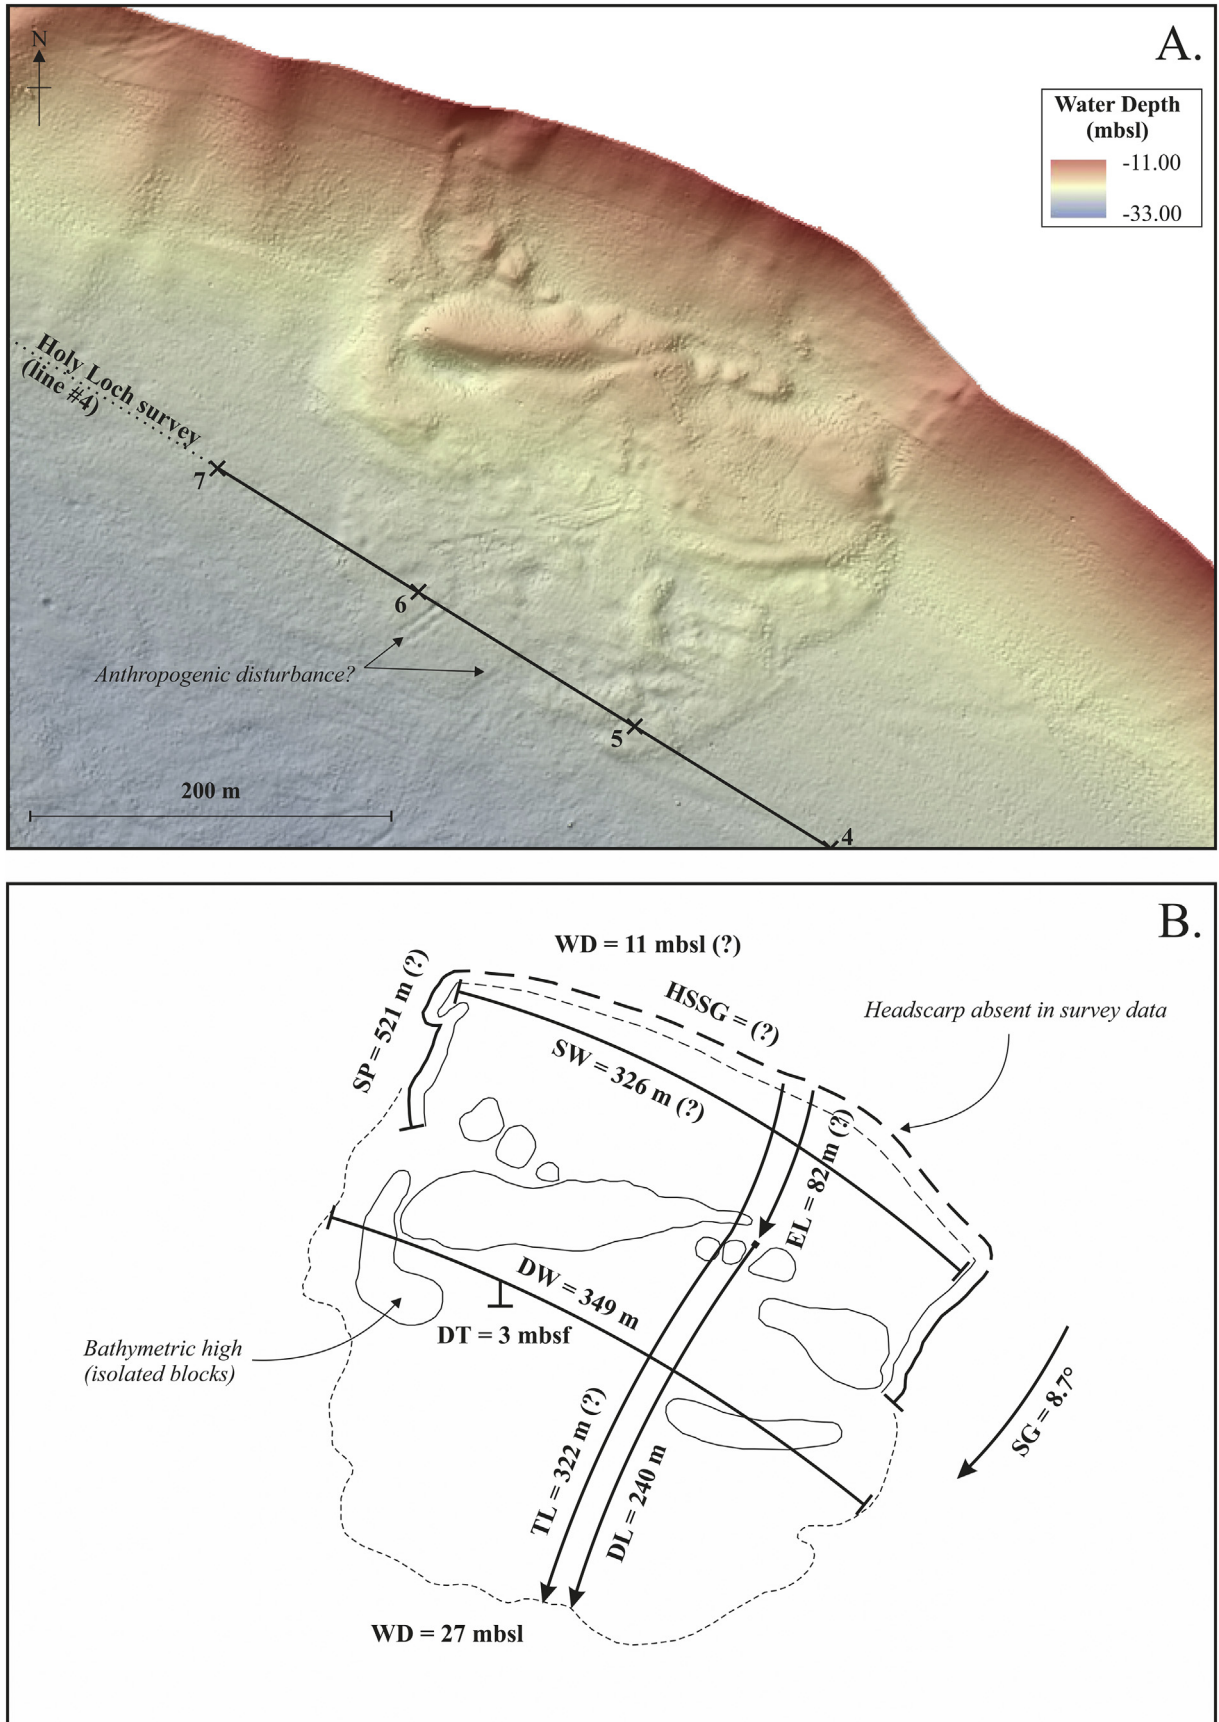 A.
N
Water Depth
(mbsl)
-11.00
-33.00
Holy Loch survey
(line #4)
7
6
Anthropogenic disturbance?
5
200 m
4
B.
WD = 11 mbsl (?)
HSSG = (?)
Headscarp absent in survey data
SP = 521 m (?)
SW = 326 m (?)
EL = 82 m (?)
DW = 349 m
DT = 3 mbsf
Bathymetric high
(isolated blocks)
SG = 8.7°
TL = 322 m (?)
DL = 240 m
WD = 27 mbsl